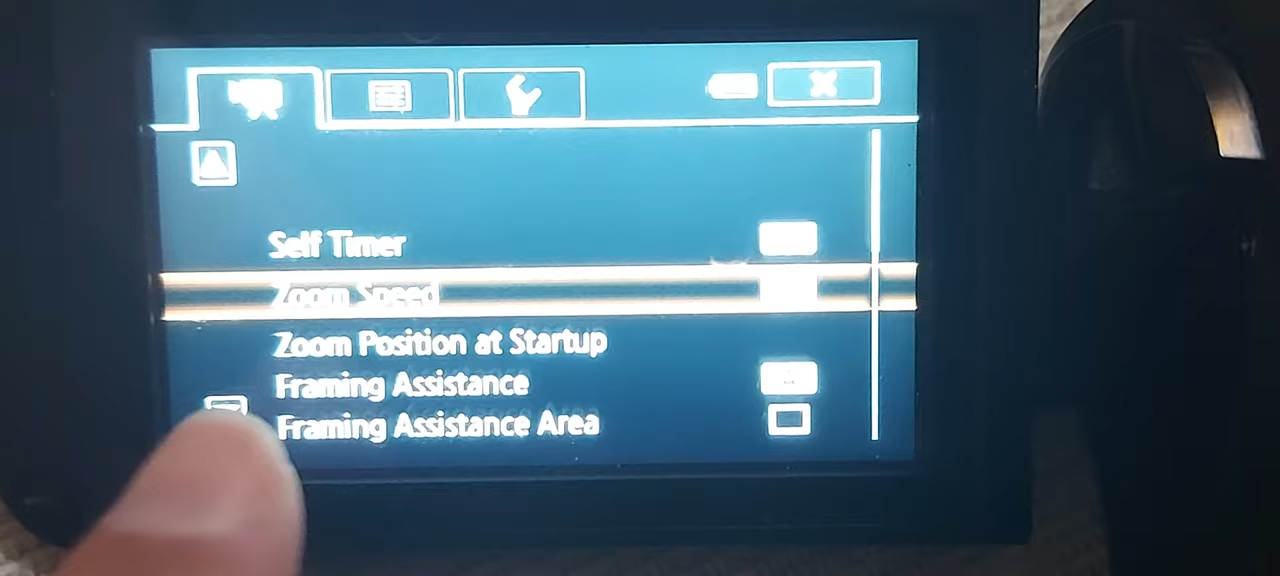 Self Timer
Zoom Speed
Zoom Position at Startup
Framing Assistance
Framing Assistance Area